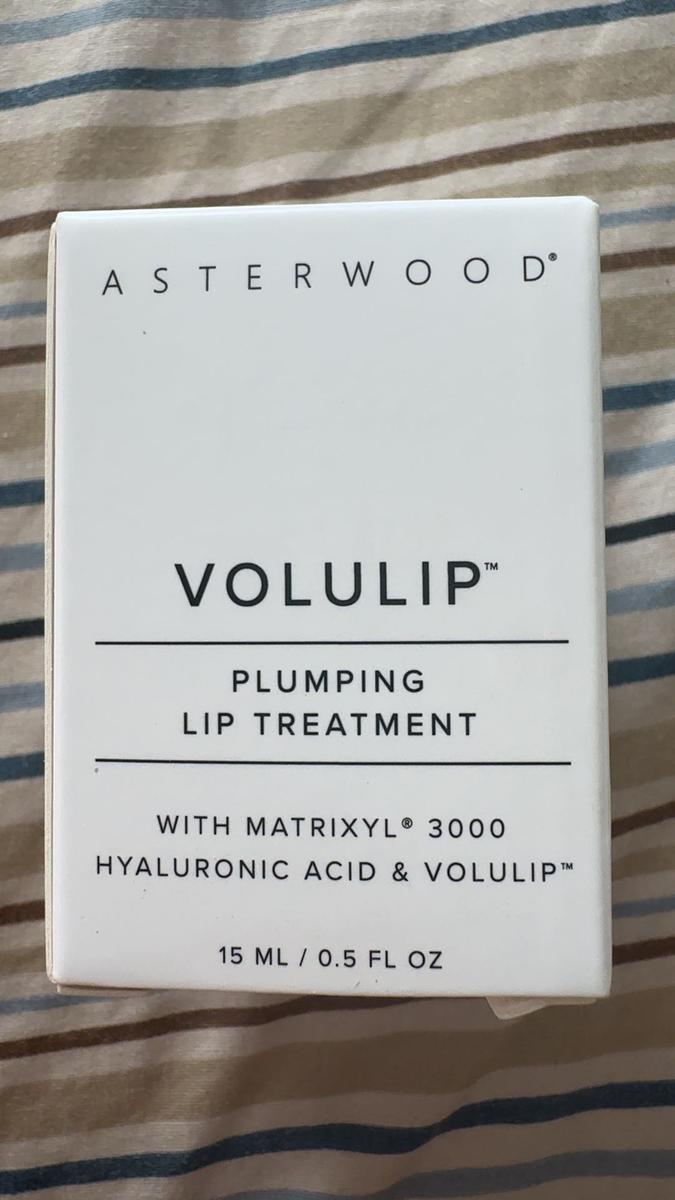 ASTERWOOD®
VOLULIP™
PLUMPING
LIP TREATMENT
WITH MATRIXYL® 3000
HYALURONIC ACID & VOLULIP™
15 ML / 0.5 FL OZ